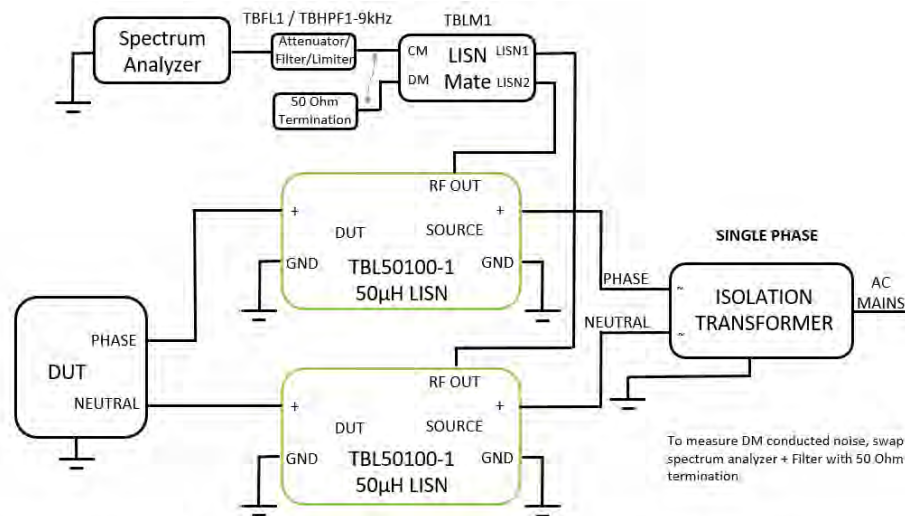 TBFL1 / TBHPF1-9kHz
TBLM1
Spectrum
Analyzer
Attenuator/
Filter/Limiter
CM
DM
LISN
Mate
LISN1
LISN2
50 Ohm
Termination
RF OUT
+
+
DUT
SOURCE
GND
GND
TBL50100-1
50µH LISN
SINGLE PHASE
PHASE
NEUTRAL
~
~
ISOLATION
TRANSFORMER
AC
MAINS
DUT
PHASE
NEUTRAL
RF OUT
+
+
DUT
SOURCE
GND
GND
TBL50100-1
50µH LISN
To measure DM conducted noise, swap
spectrum analyzer + Filter with 50 Ohm
termination